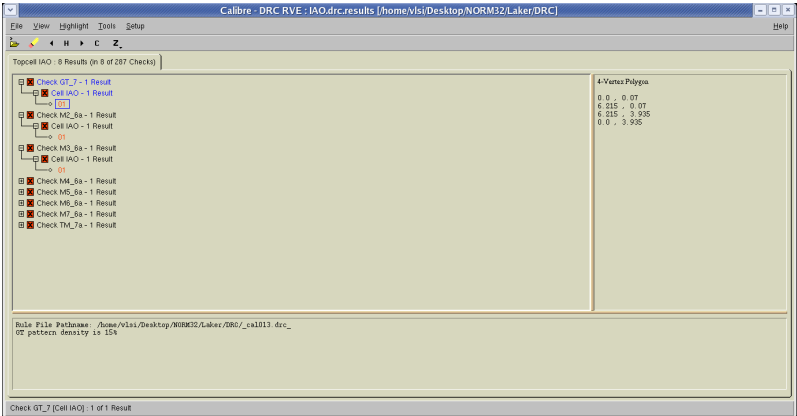 Calibre - DRC RVE : IAO.drc.results [/home/vlsi/Desktop/NORM32/Laker/DRC]
File View Highlight Tools Setup Help
H C Z
Topcell IAO : 8 Results (in 8 of 287 Checks)
Check GT_7 - 1 Result
Cell IAO - 1 Result
01
Check M2_6a - 1 Result
Cell IAO - 1 Result
01
Check M3_6a - 1 Result
Cell IAO - 1 Result
01
Check M4_6a - 1 Result
Check M5_6a - 1 Result
Check M6_6a - 1 Result
Check M7_6a - 1 Result
Check TM_7a - 1 Result
4-Vertex Polygon
0.0 , 0.07
6.215 , 0.07
6.215 , 3.935
0.0 , 3.935
Rule File Pathname: /home/vlsi/Desktop/NORM32/Laker/DRC/_cal013.drc_
GT pattern density is 15%
Check GT_7 [Cell IAO] : 1 of 1 Result